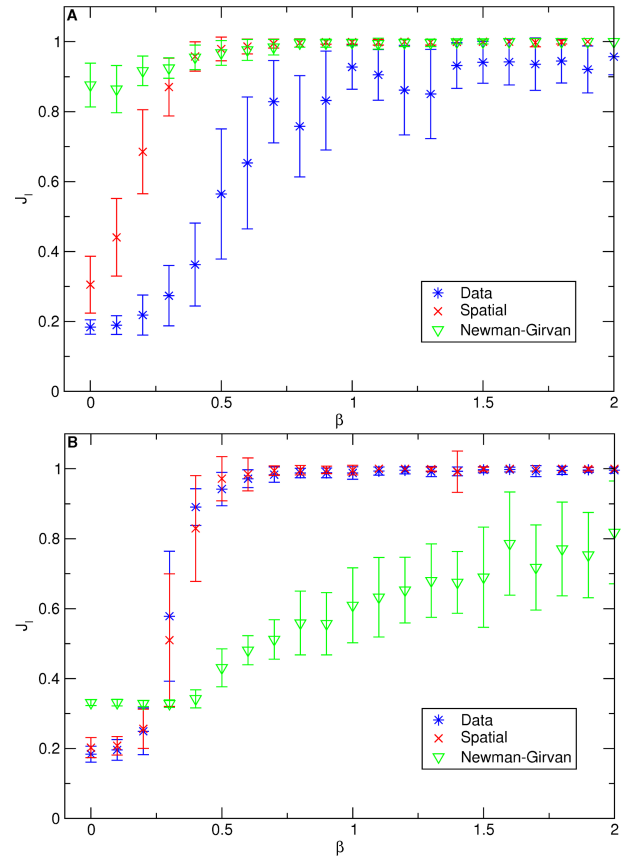 A
1
0.8
0.6
0.4
0.2
0
J_I
Data
Spatial
Newman-Girvan
0 0.5 1 1.5 2
β
B
1
0.8
0.6
0.4
0.2
0
J_I
Data
Spatial
Newman-Girvan
0 0.5 1 1.5 2
β